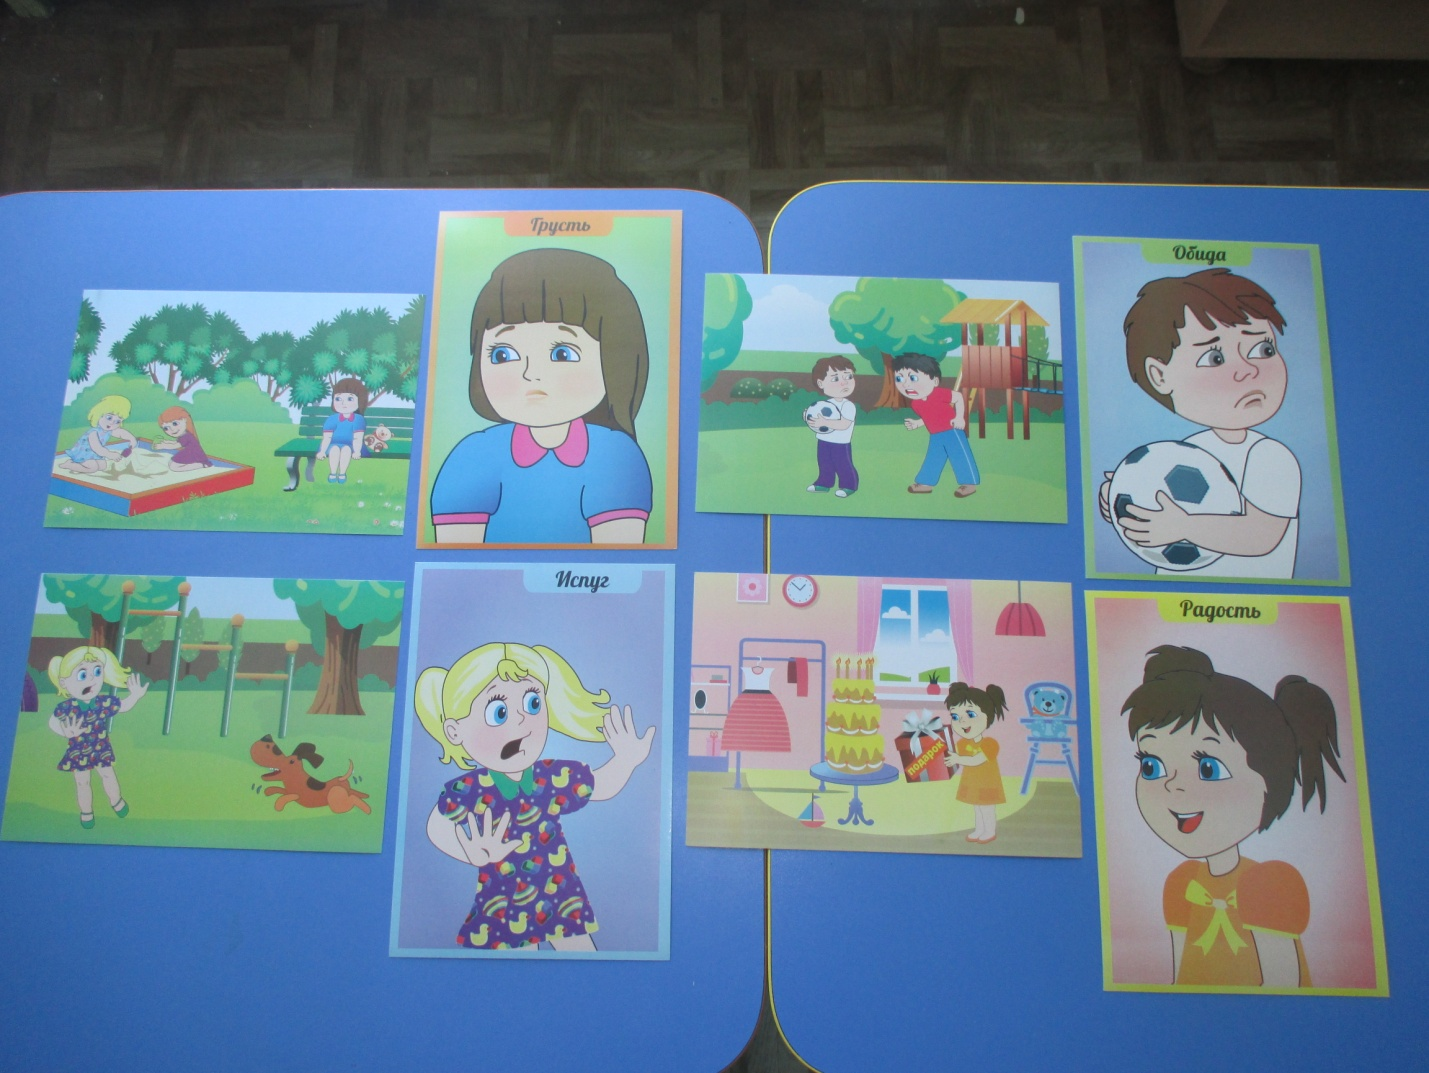 Грусть
Обида
Испуг
Радость
подарок